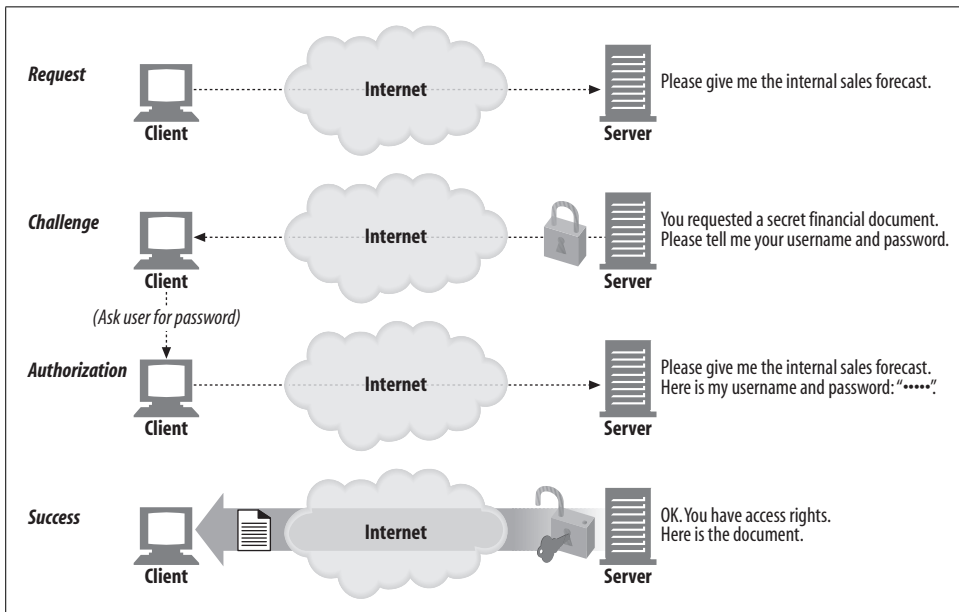 Request
Internet
Please give me the internal sales forecast.
Client
Server
Challenge
Internet
You requested a secret financial document.
Please tell me your username and password.
Client
Server
(Ask user for password)
Authorization
Internet
Please give me the internal sales forecast.
Here is my username and password: “•••••”.
Client
Server
Success
Internet
OK. You have access rights.
Here is the document.
Client
Server